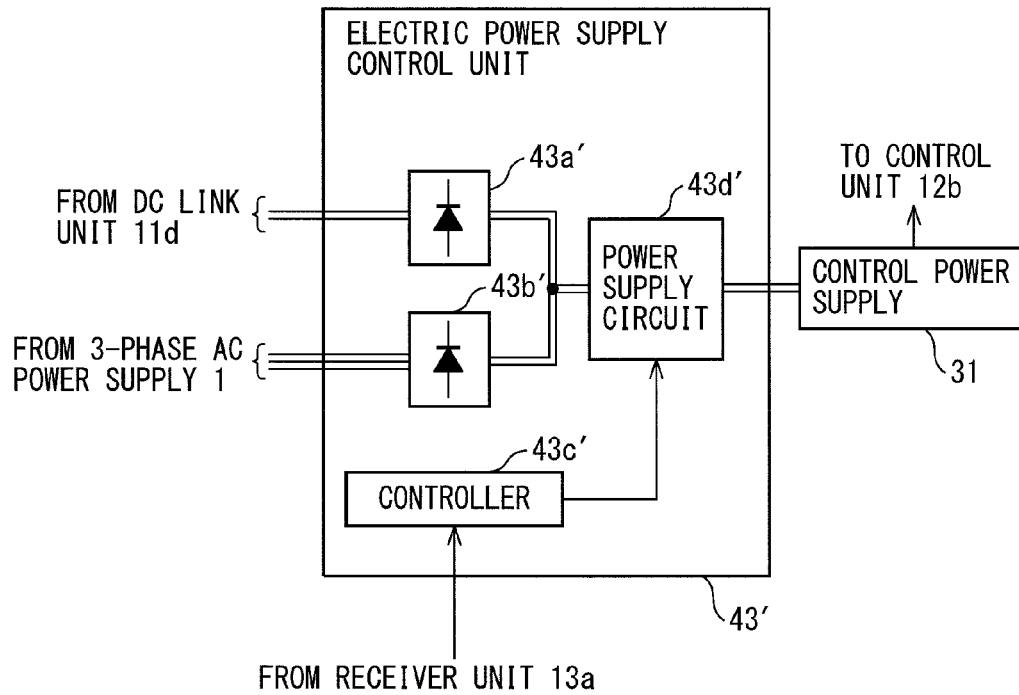 ELECTRIC POWER SUPPLY
CONTROL UNIT
43a'
FROM DC LINK
UNIT 11d
43d'
TO CONTROL
UNIT 12b
43b'
POWER
SUPPLY
CIRCUIT
CONTROL POWER
SUPPLY
FROM 3-PHASE AC
POWER SUPPLY 1
31
43c'
CONTROLLER
43'
FROM RECEIVER UNIT 13a